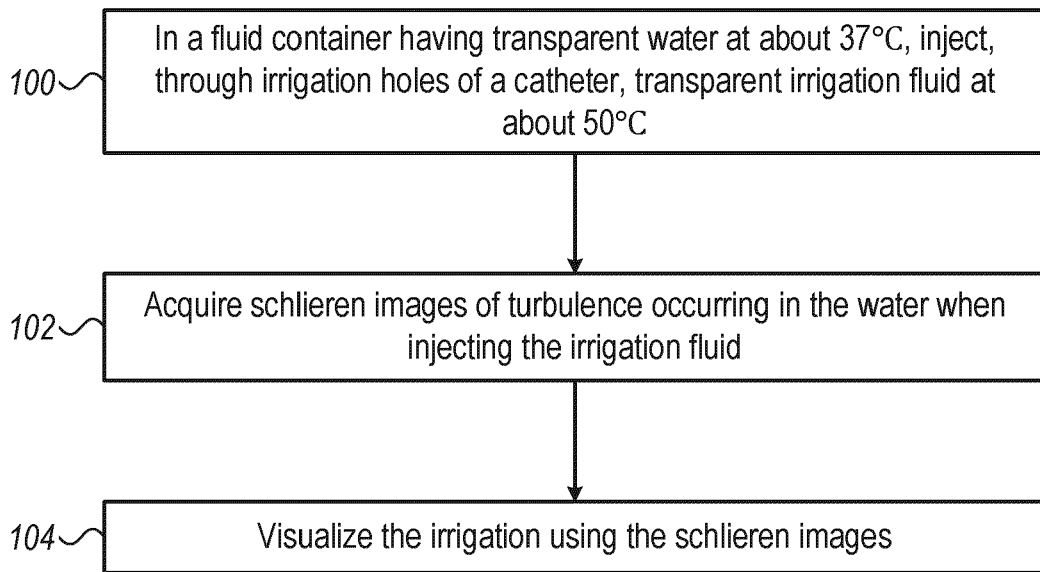 In a fluid container having transparent water at about 37°C, inject,
100 through irrigation holes of a catheter, transparent irrigation fluid at
about 50°C
Acquire schlieren images of turbulence occurring in the water when
102
injecting the irrigation fluid
104 Visualize the irrigation using the schlieren images